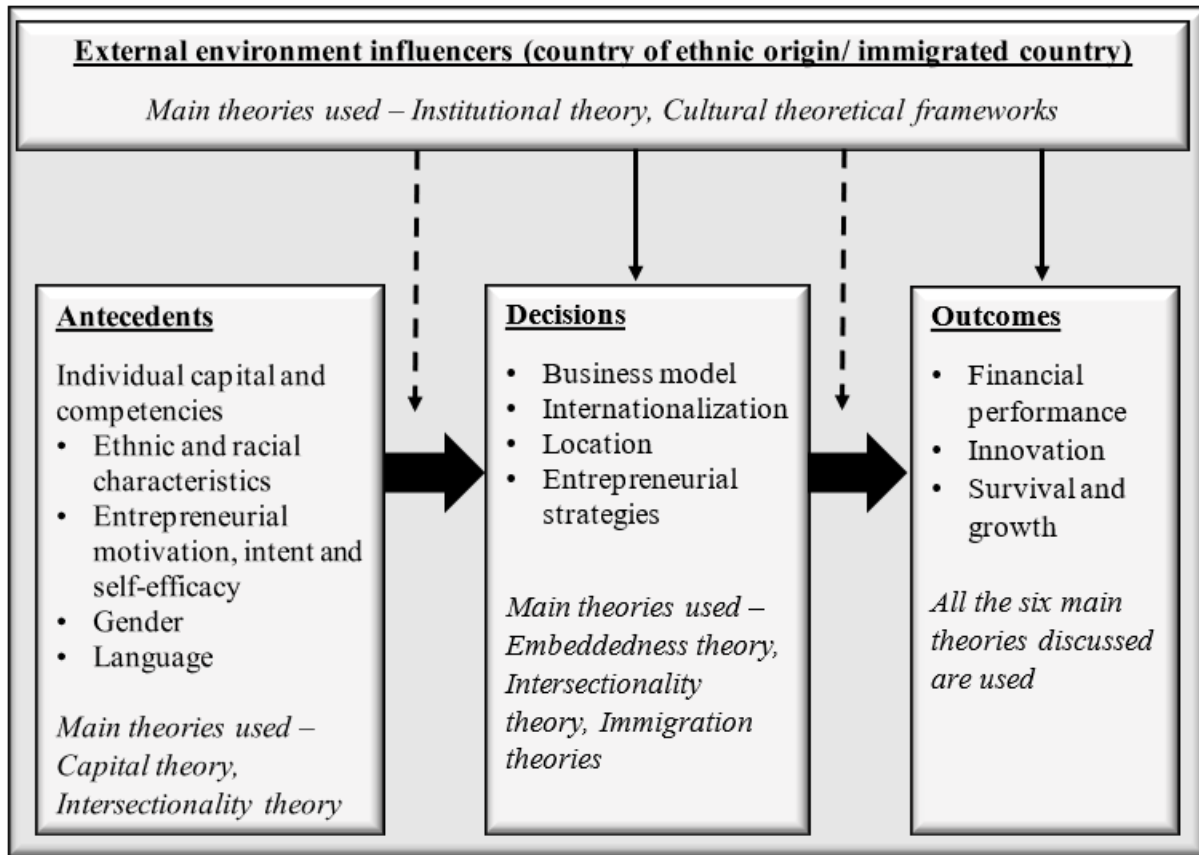 External environment influencers (country of ethnic origin/ immigrated country)
Main theories used – Institutional theory, Cultural theoretical frameworks
Antecedents
Individual capital and
competencies
• Ethnic and racial
characteristics
• Entrepreneurial
motivation, intent and
self-efficacy
• Gender
• Language
Main theories used –
Capital theory,
Intersectionality theory
Decisions
• Business model
• Internationalization
• Location
• Entrepreneurial
strategies
Main theories used –
Embeddedness theory,
Intersectionality
theory, Immigration
theories
Outcomes
• Financial
performance
• Innovation
• Survival and
growth
All the six main
theories discussed
are used